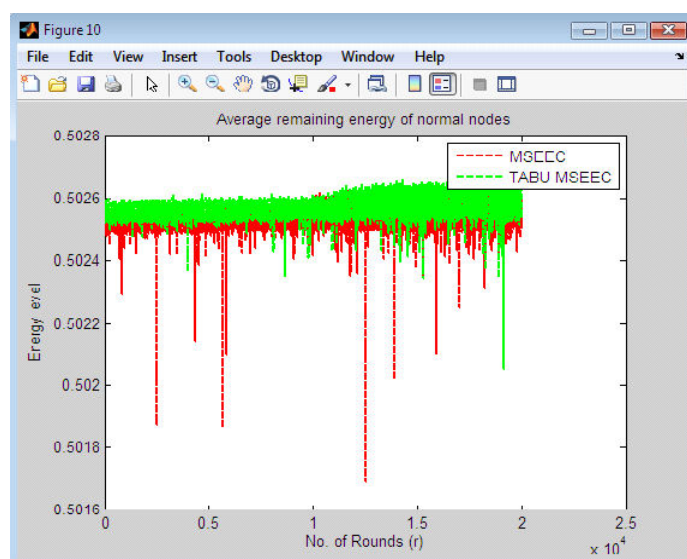 Figure 10
File Edit View Insert Tools Desktop Window Help
Average remaining energy of normal nodes
MSEEC
TABU MSEEC
Energy level
0.5028
0.5026
0.5024
0.5022
0.502
0.5018
0.5016
0 0.5 1 1.5 2 2.5
x 10^4
No. of Rounds (r)